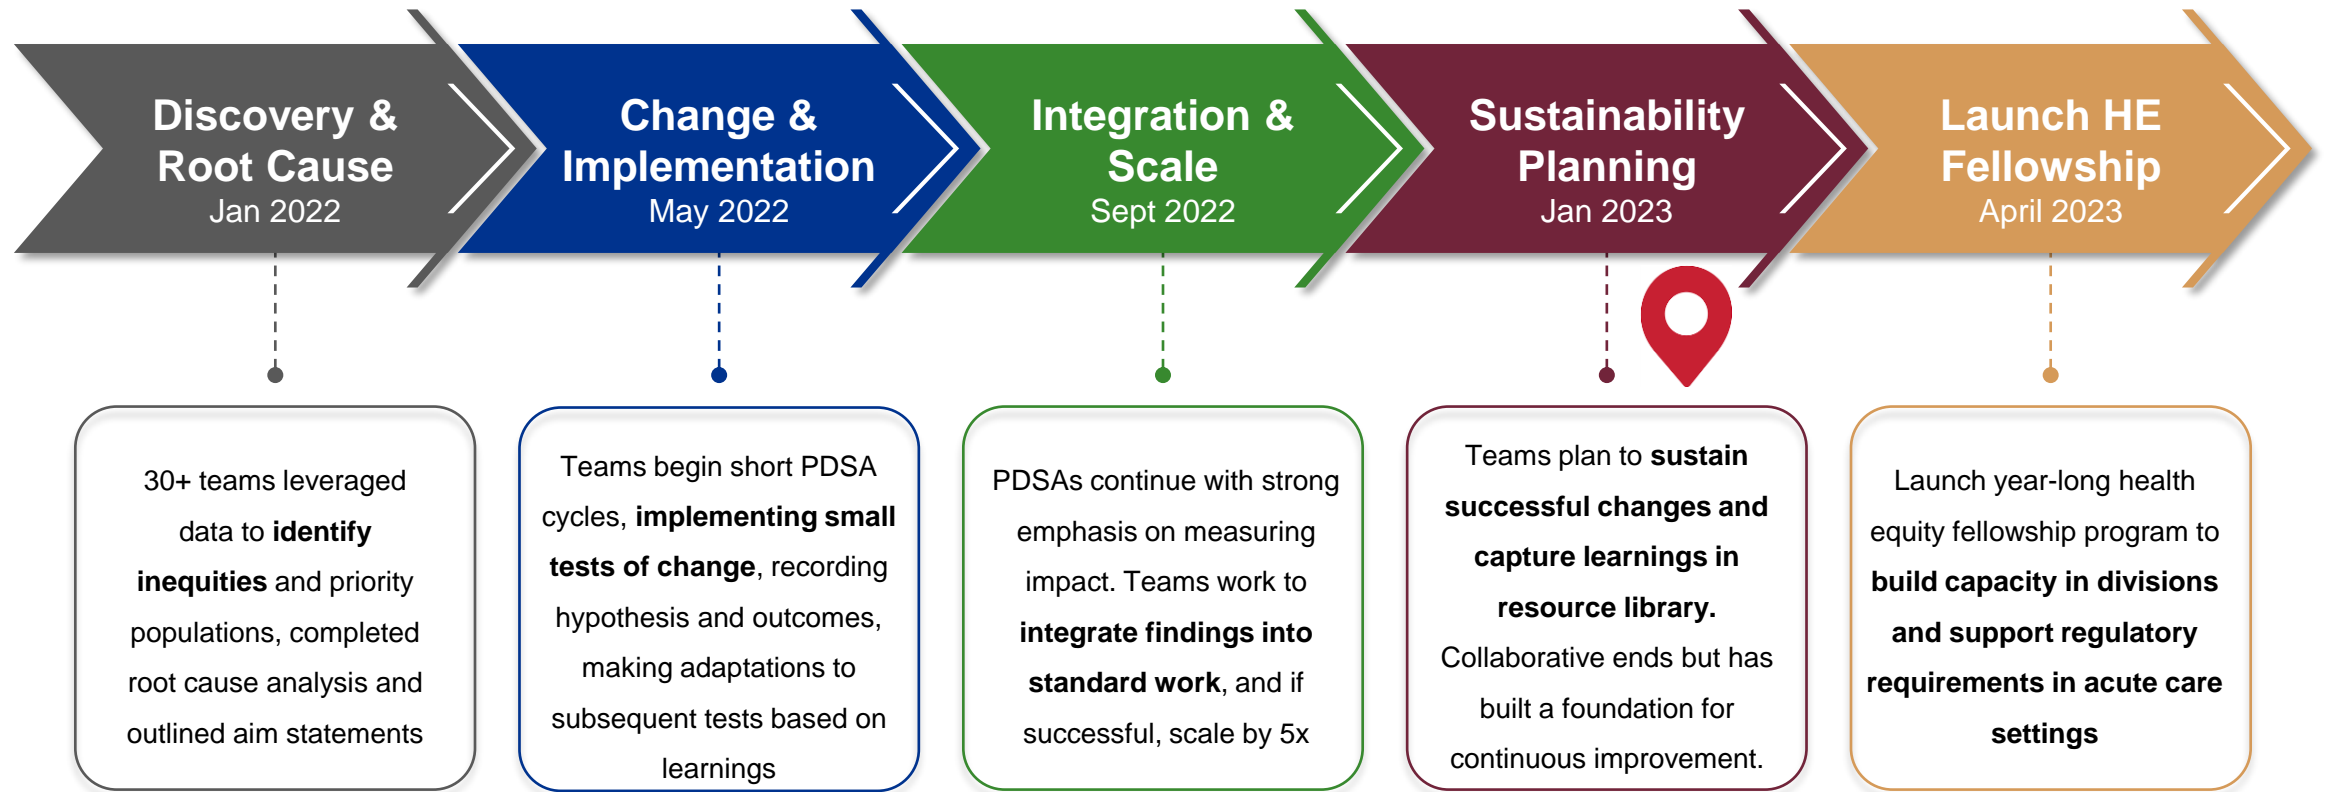 Discovery &
Root Cause
Jan 2022
Change &
Implementation
May 2022
Integration &
Scale
Sept 2022
Sustainability
Planning
Jan 2023
Launch HE
Fellowship
April 2023
30+ teams leveraged
data to identify
inequities and priority
populations, completed
root cause analysis and
outlined aim statements
Teams begin short PDSA
cycles, implementing small
tests of change, recording
hypothesis and outcomes,
making adaptations to
subsequent tests based on
learnings
PDSAs continue with strong
emphasis on measuring
impact. Teams work to
integrate findings into
standard work, and if
successful, scale by 5x
Teams plan to sustain
successful changes and
capture learnings in
resource library.
Collaborative ends but has
built a foundation for
continuous improvement.
Launch year-long health
equity fellowship program to
build capacity in divisions
and support regulatory
requirements in acute care
settings